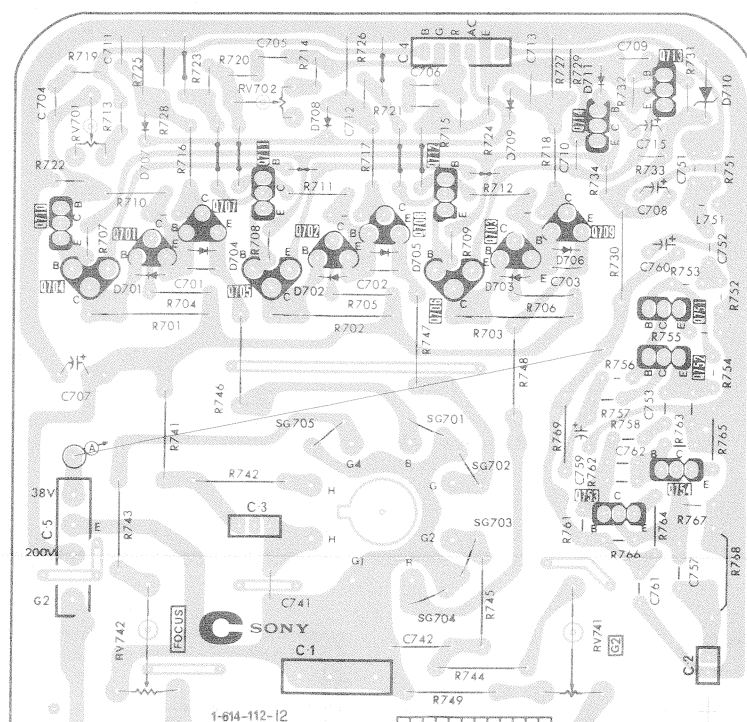 B G R AC E
C-4
C711
R719
R725
R723
R720
C705
R714
R726
C713
R727
R729
D711
C709
Q713
R731
C704
RV701
R713
R728
RV702
D708
C712
R721
C706
R715
R724
D709
R718
C710
Q714
R732
B
C
E
B
C
E
D710
C715
D707
R716
Q711
R717
Q712
R722
R710
B
C
E
R711
B
C
E
R712
R734
R733
C751
R751
C708
L751
Q710
B
C
E
R707
Q701
C
B
E
Q707
C
B
E
D704
R708
Q702
C
B
E
Q708
C
B
E
D705
R709
Q703
C
B
E
Q709
C
B
E
D706
R730
C760
C752
R753
R752
Q704
B
E
C
D701
C701
R704
R701
Q705
B
E
C
D702
C702
R705
R702
Q706
B
E
C
D703
C703
R706
R703
Q751
B C E
R755
Q752
B C E
R754
C707
R741
R746
R747
R748
R756
R757
C753
R758
R763
R765
R769
C759
R762
C762
SG705
SG701
SG702
SG703
SG704
G4
B
G
H
H
G1
R
G2
A
38V
C-5
E
200V
G2
R743
R742
C-3
B
C
E
Q754
Q753
B
C
E
R761
R764
R766
R767
R768
C757
C761
C741
FOCUS
RV742
SONY
C-1
C742
R745
R744
R749
RV741
G2
C-2
1-614-112-12